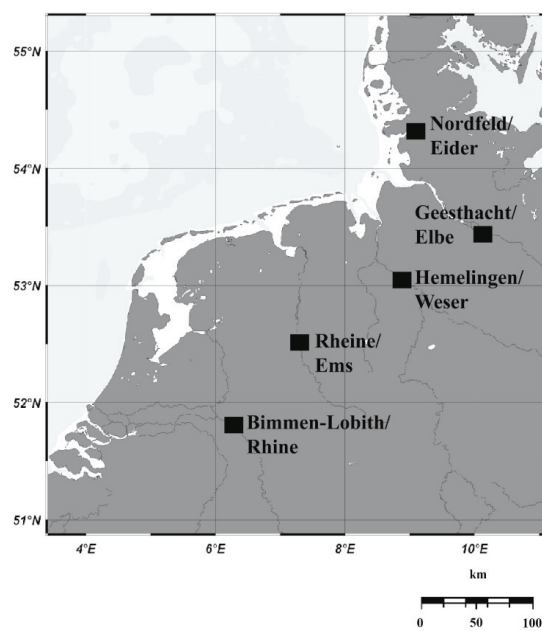 55°N
Nordfeld/
Eider
54°N
Geesthacht/
Elbe
53°N
Hemelingen/
Weser
Rheine/
Ems
52°N
Bimmen-Lobith/
Rhine
51°N
4°E 6°E 8°E 10°E
km
0 50 100